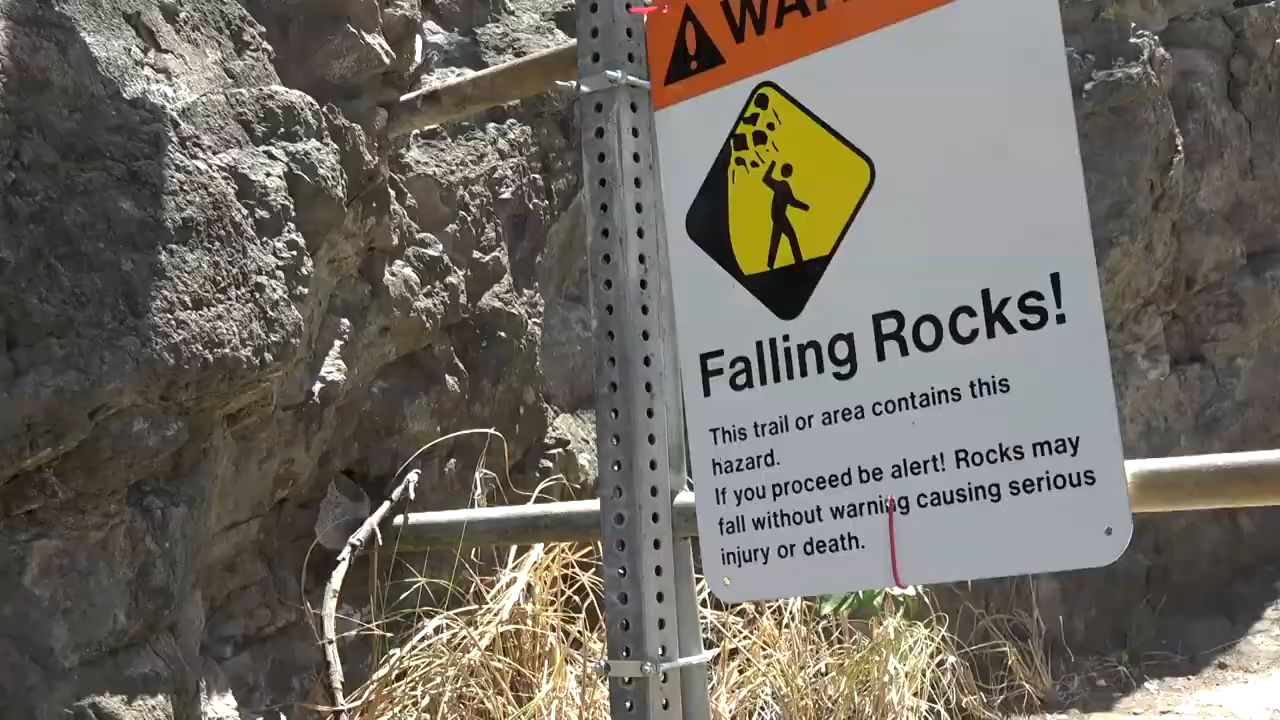 Falling Rocks!
This trail or area contains this
hazard.
If you proceed be alert! Rocks may
fall without warning causing serious
injury or death.